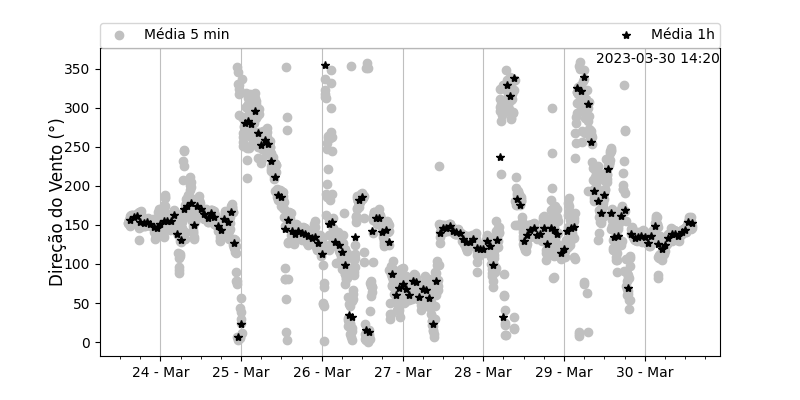 Média 5 min
Média 1h
2023-03-30 14:20
Direção do Vento (°)
350
300
250
200
150
100
50
0
24 - Mar
25 - Mar
26 - Mar
27 - Mar
28 - Mar
29 - Mar
30 - Mar